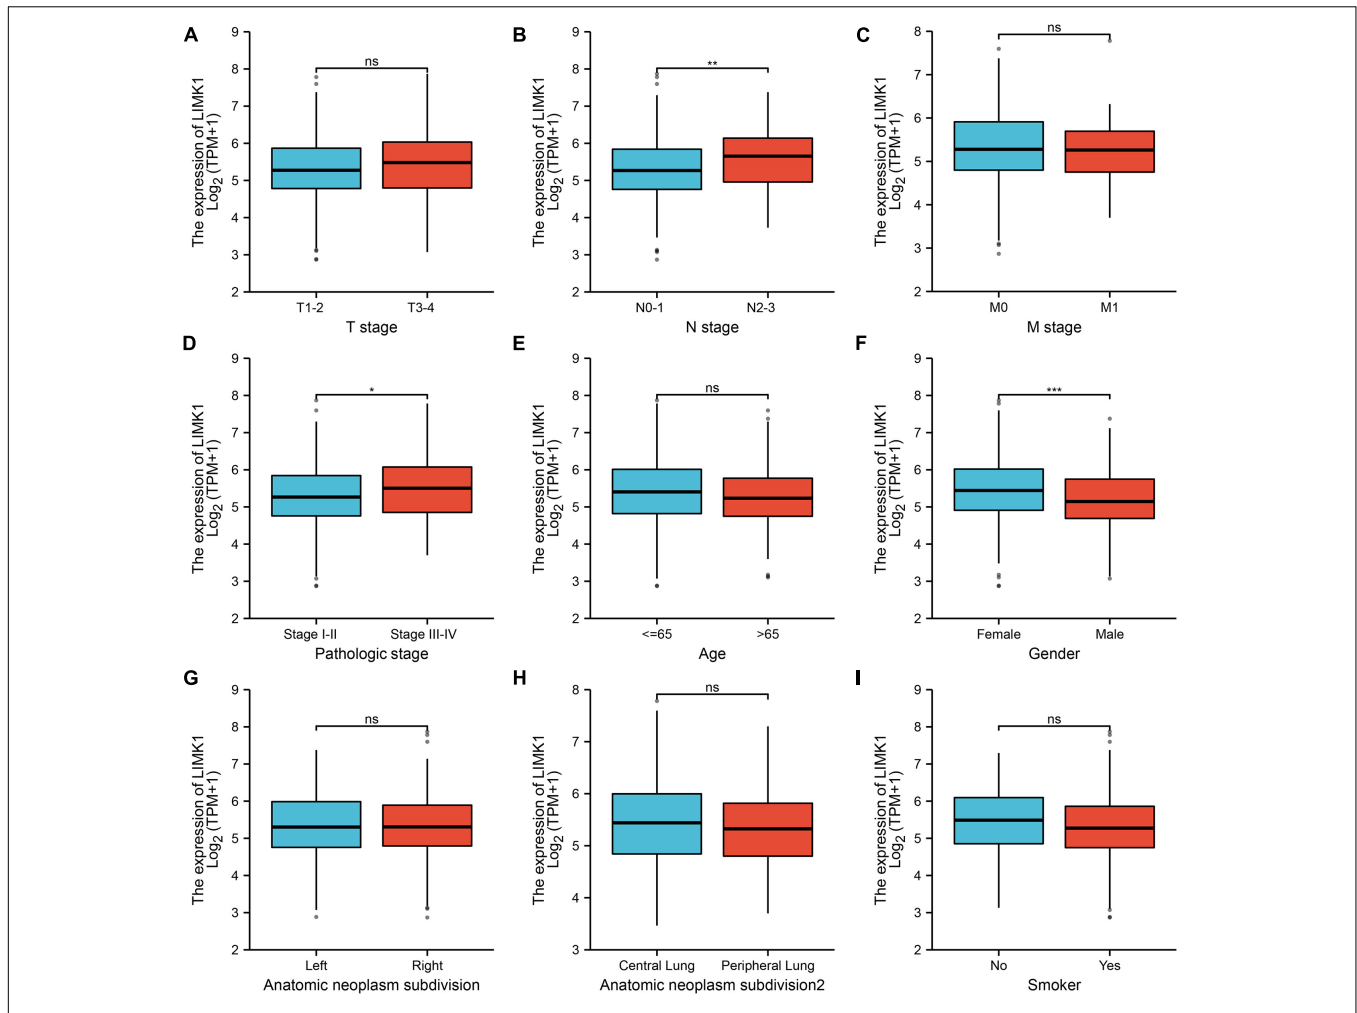 A
The expression of LIMK1
Log2 (TPM+1)
9
8
7
6
5
4
3
2
ns
T1-2 T3-4
T stage
B
The expression of LIMK1
Log2 (TPM+1)
9
8
7
6
5
4
3
2
**
N0-1 N2-3
N stage
C
The expression of LIMK1
Log2 (TPM+1)
8
7
6
5
4
3
2
ns
M0 M1
M stage
D
The expression of LIMK1
Log2 (TPM+1)
9
8
7
6
5
4
3
2
*
Stage I-II Stage III-IV
Pathologic stage
E
The expression of LIMK1
Log2 (TPM+1)
9
8
7
6
5
4
3
2
ns
<=65 >65
Age
F
The expression of LIMK1
Log2 (TPM+1)
9
8
7
6
5
4
3
2
***
Female Male
Gender
G
The expression of LIMK1
Log2 (TPM+1)
9
8
7
6
5
4
3
2
ns
Left Right
Anatomic neoplasm subdivision
H
The expression of LIMK1
Log2 (TPM+1)
8
7
6
5
4
3
ns
Central Lung Peripheral Lung
Anatomic neoplasm subdivision2
I
The expression of LIMK1
Log2 (TPM+1)
9
8
7
6
5
4
3
2
ns
No Yes
Smoker